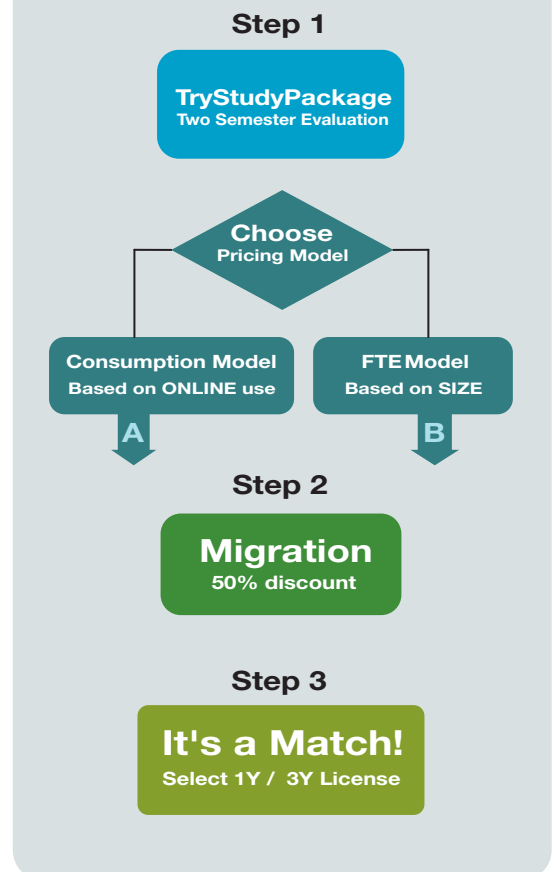 Step 1
TryStudyPackage
Two Semester Evaluation
Choose
Pricing Model
Consumption Model
Based on ONLINE use
FTE Model
Based on SIZE
A
B
Step 2
Migration
50% discount
Step 3
It's a Match!
Select 1Y / 3Y License